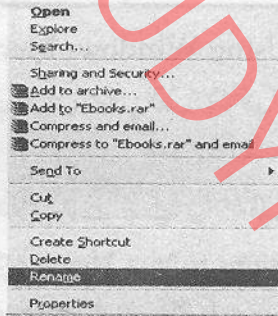 Open
Explore
Search...
Sharing and Security...
Add to archive...
Add to "Ebooks.rar"
Compress and email...
Compress to "Ebooks.rar" and email
Send To
Cut
Copy
Create Shortcut
Delete
Rename
Properties